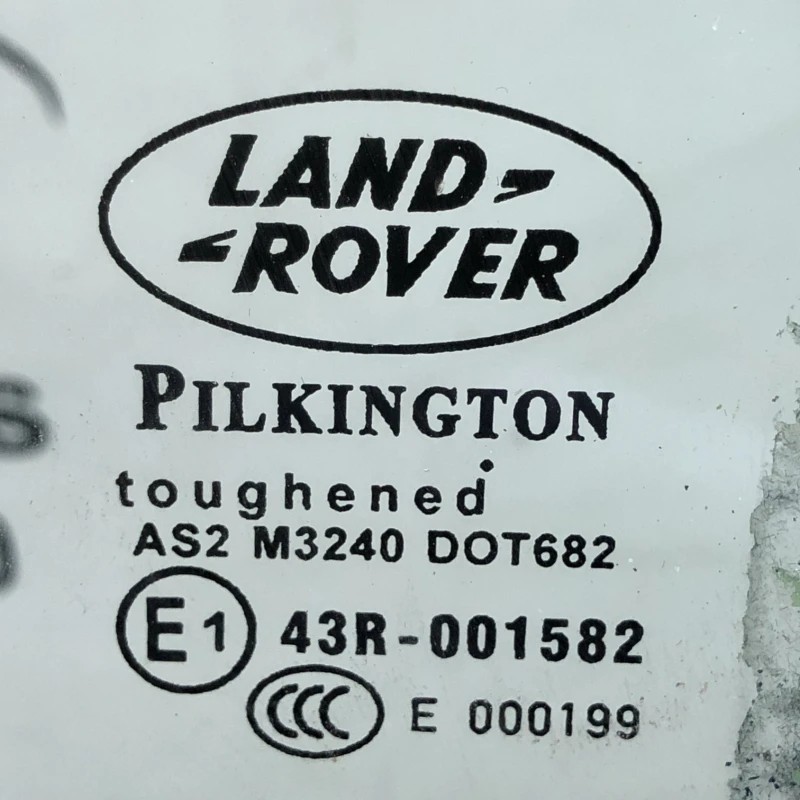 LAND
ROVER
PILKINGTON
toughened
AS2 M3240 DOT682
E1 43R-001582
CCC E 000199